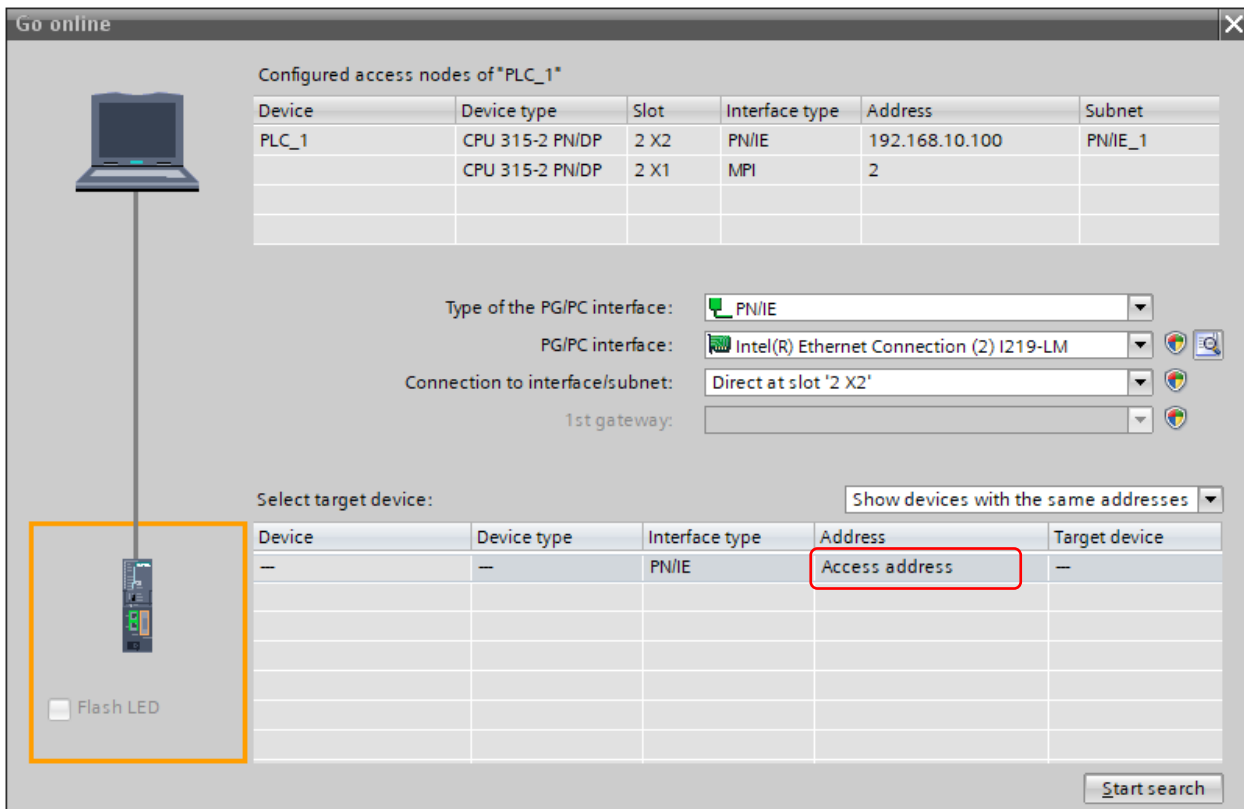 Go online
Configured access nodes of "PLC_1"
Device Device type Slot Interface type Address Subnet
PLC_1 CPU 315-2 PN/DP 2 X2 PN/IE 192.168.10.100 PN/IE_1
CPU 315-2 PN/DP 2 X1 MPI 2
Type of the PG/PC interface: PN/IE
PG/PC interface: Intel(R) Ethernet Connection (2) I219-LM
Connection to interface/subnet: Direct at slot '2 X2'
1st gateway:
Select target device: Show devices with the same addresses
Device Device type Interface type Address Target device
— — PN/IE Access address —
Flash LED
Start search